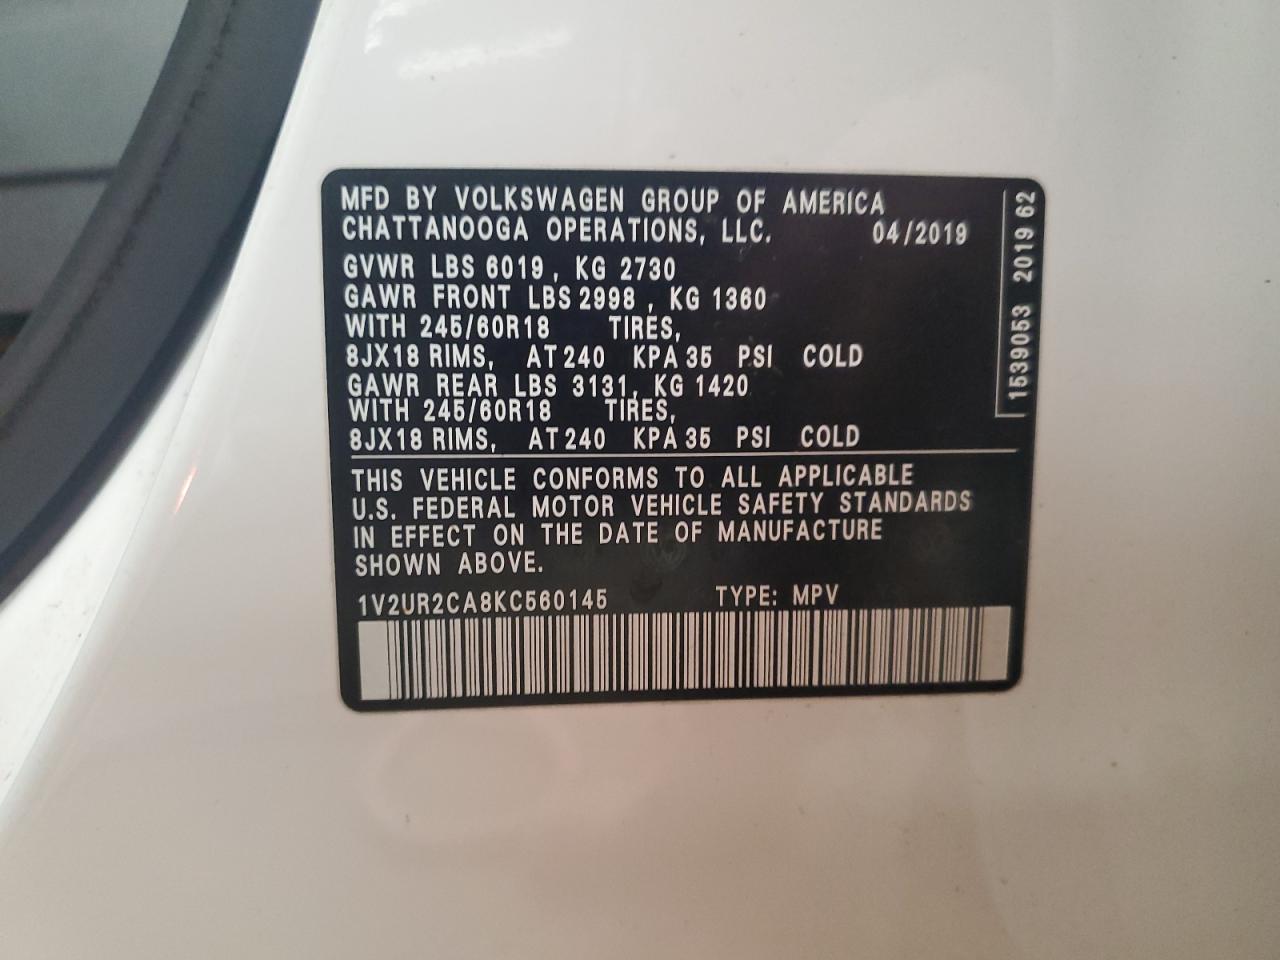 MFD BY VOLKSWAGEN GROUP OF AMERICA
CHATTANOOGA OPERATIONS, LLC. 04/2019
GVWR LBS 6019, KG 2730
GAWR FRONT LBS 2998, KG 1360
WITH 245/60R18 TIRES,
8JX18 RIMS, AT 240 KPA 35 PSI COLD
GAWR REAR LBS 3131, KG 1420
WITH 245/60R18 TIRES,
8JX18 RIMS, AT 240 KPA 35 PSI COLD
THIS VEHICLE CONFORMS TO ALL APPLICABLE
U.S. FEDERAL MOTOR VEHICLE SAFETY STANDARDS
IN EFFECT ON THE DATE OF MANUFACTURE
SHOWN ABOVE.
1V2UR2CA8KC560145 TYPE: MPV
1539053 2019 62